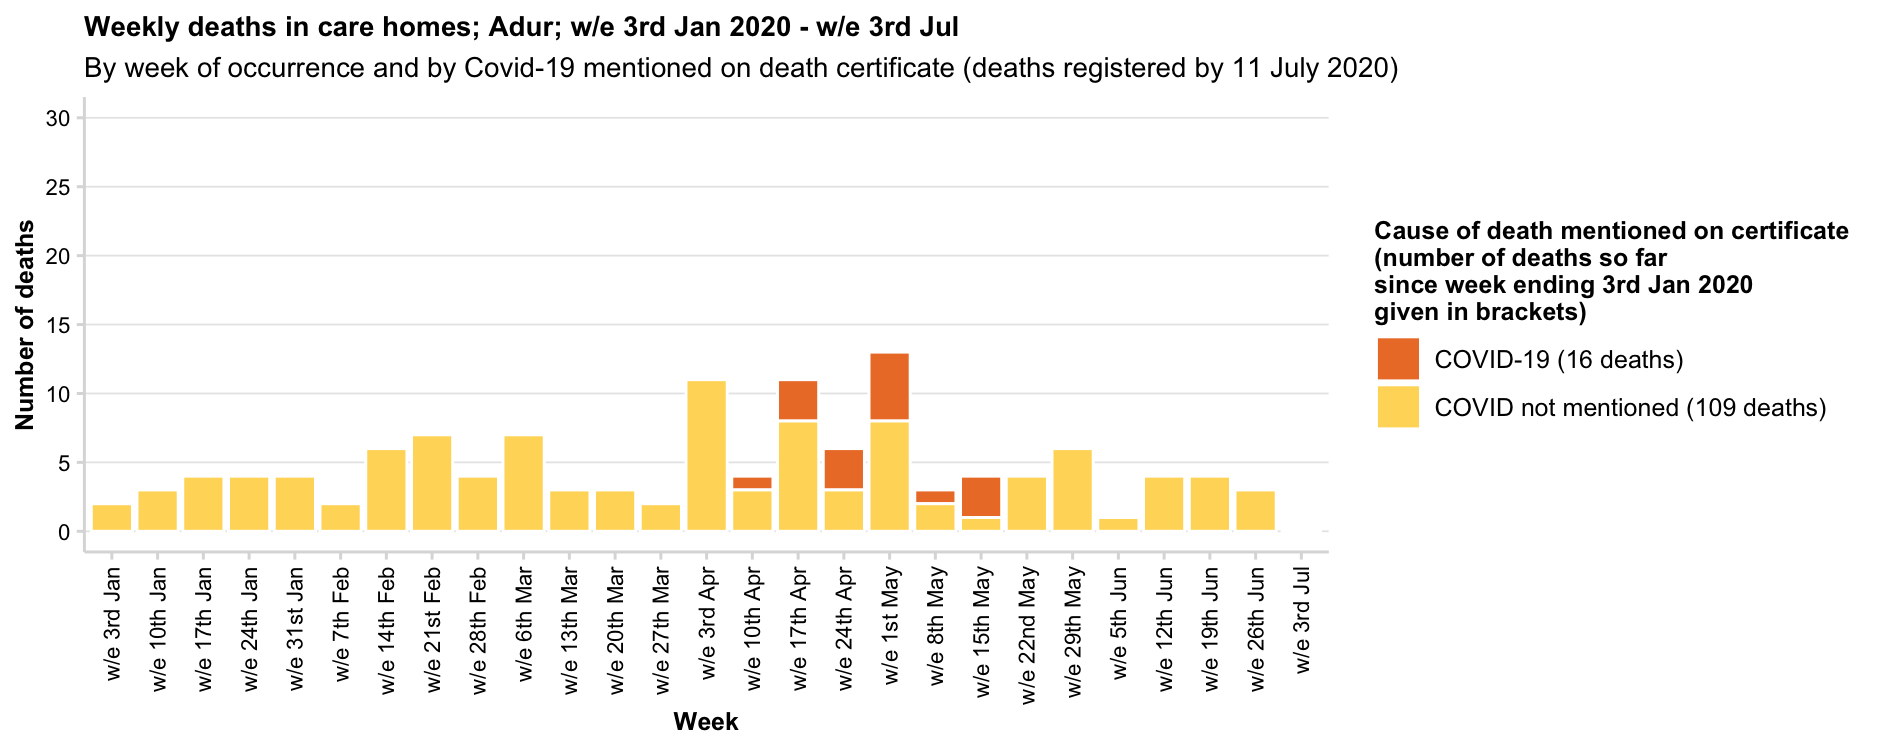 Weekly deaths in care homes; Adur; w/e 3rd Jan 2020 - w/e 3rd Jul
By week of occurrence and by Covid-19 mentioned on death certificate (deaths registered by 11 July 2020)
Number of deaths
30
25
20
15
10
5
0
w/e 3rd Jan
w/e 10th Jan
w/e 17th Jan
w/e 24th Jan
w/e 31st Jan
w/e 7th Feb
w/e 14th Feb
w/e 21st Feb
w/e 28th Feb
w/e 6th Mar
w/e 13th Mar
w/e 20th Mar
w/e 27th Mar
w/e 3rd Apr
w/e 10th Apr
w/e 17th Apr
w/e 24th Apr
w/e 1st May
w/e 8th May
w/e 15th May
w/e 22nd May
w/e 29th May
w/e 5th Jun
w/e 12th Jun
w/e 19th Jun
w/e 26th Jun
w/e 3rd Jul
Week
Cause of death mentioned on certificate
(number of deaths so far
since week ending 3rd Jan 2020
given in brackets)
COVID-19 (16 deaths)
COVID not mentioned (109 deaths)